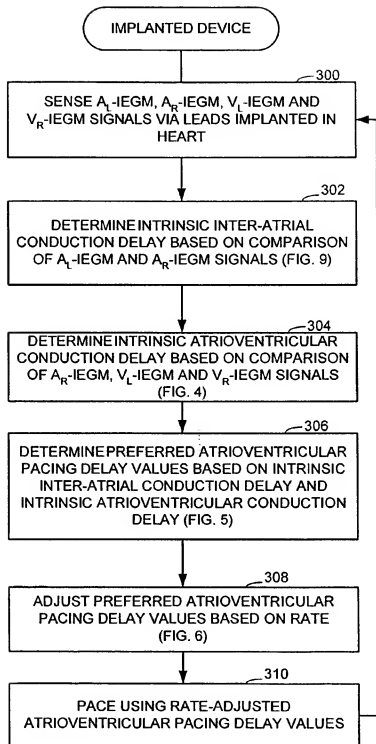 IMPLANTED DEVICE
300
SENSE A_L-IEGM, A_R-IEGM, V_L-IEGM AND
V_R-IEGM SIGNALS VIA LEADS IMPLANTED IN
HEART
302
DETERMINE INTRINSIC INTER-ATRIAL
CONDUCTION DELAY BASED ON COMPARISON
OF A_L-IEGM AND A_R-IEGM SIGNALS (FIG. 9)
304
DETERMINE INTRINSIC ATRIOVENTRICULAR
CONDUCTION DELAY BASED ON COMPARISON
OF A_R-IEGM, V_L-IEGM AND V_R-IEGM SIGNALS
(FIG. 4)
306
DETERMINE PREFERRED ATRIOVENTRICULAR
PACING DELAY VALUES BASED ON INTRINSIC
INTER-ATRIAL CONDUCTION DELAY AND
INTRINSIC ATRIOVENTRICULAR CONDUCTION
DELAY (FIG. 5)
308
ADJUST PREFERRED ATRIOVENTRICULAR
PACING DELAY VALUES BASED ON RATE
(FIG. 6)
310
PACE USING RATE-ADJUSTED
ATRIOVENTRICULAR PACING DELAY VALUES